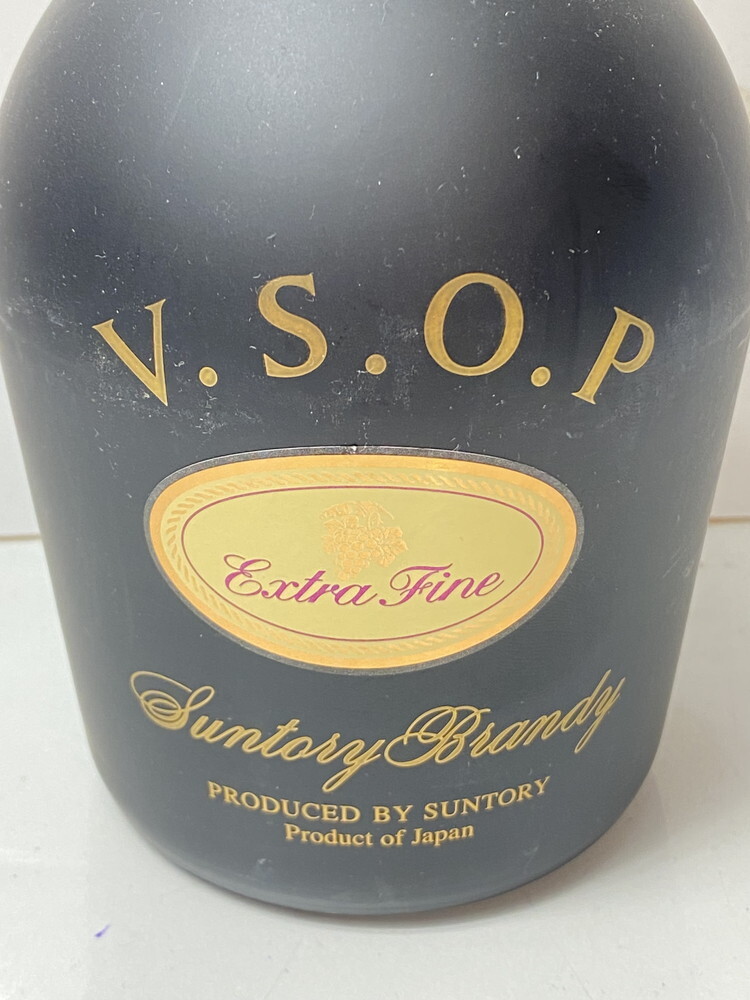 V.S.O.P
Extra Fine
Suntory Brandy
PRODUCED BY SUNTORY
Product of Japan